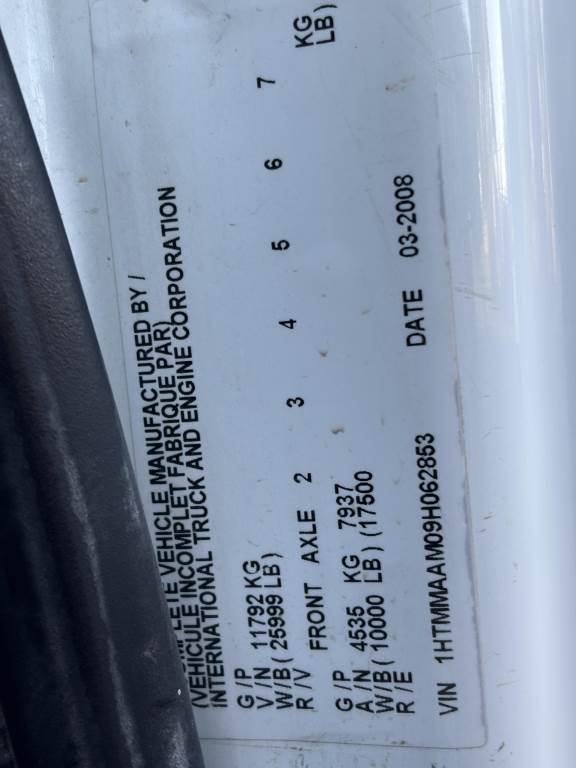 PLETE VEHICLE MANUFACTURED BY /
(VEHICULE INCOMPLET FABRIQUE PAR)
INTERNATIONAL TRUCK AND ENGINE CORPORATION
G/P
V/N 11792 KG
W/B ( 25999 LB )
R/V FRONT AXLE 2 3 4 5 6 7
G/P
A/N 4535 KG 7937 KG
W/B ( 10000 LB ) (17500 LB )
R/E DATE 03-2008
VIN 1HTMMAAM09H062853